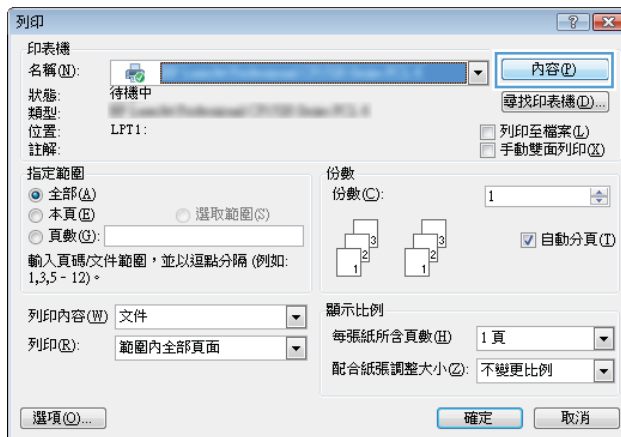 列印
印表機
名稱(N):
內容(P)
狀態: 待機中
類型:
尋找印表機(D)...
位置: LPT1:
列印至檔案(L)
註解:
手動雙面列印(X)
指定範圍
全部(A)
本頁(E) 選取範圍(S)
頁數(G):
輸入頁碼/文件範圍，並以逗點分隔 (例如:
1,3,5 - 12)。
份數
份數(C): 1
1 2 3 1 2 3
自動分頁(T)
列印內容(W) 文件
列印(R): 範圍內全部頁面
顯示比例
每張紙所含頁數(H) 1 頁
配合紙張調整大小(Z): 不變更比例
選項(O)... 確定 取消